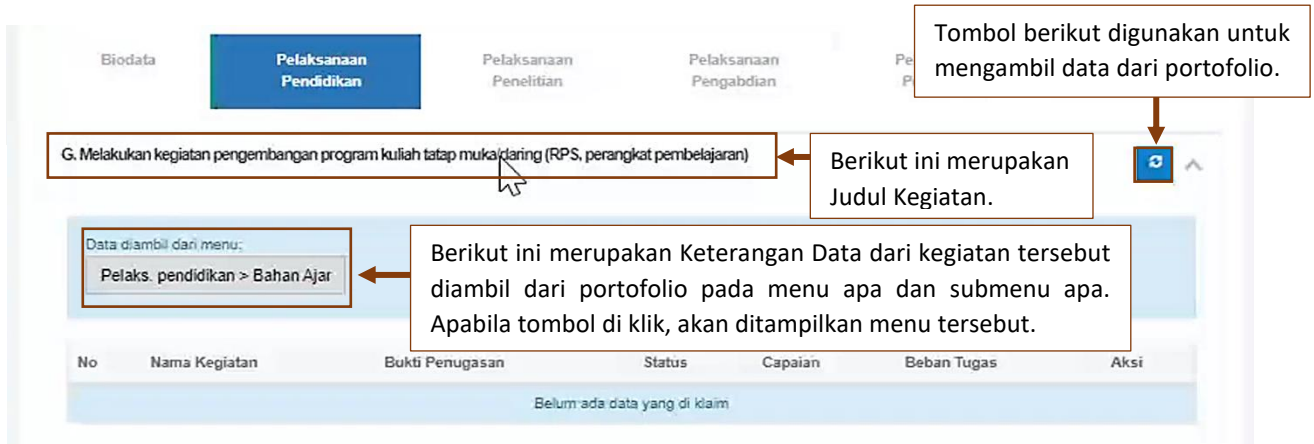 Tombol berikut digunakan untuk
mengambil data dari portofolio.
Biodata
Pelaksanaan
Pendidikan
Pelaksanaan
Penelitian
Pelaksanaan
Pengabdian
G. Melakukan kegiatan pengembangan program kuliah tatap muka/daring (RPS, perangkat pembelajaran)
Berikut ini merupakan
Judul Kegiatan.
Data diambil dari menu:
Pelaks. pendidikan > Bahan Ajar
Berikut ini merupakan Keterangan Data dari kegiatan tersebut
diambil dari portofolio pada menu apa dan submenu apa.
Apabila tombol di klik, akan ditampilkan menu tersebut.
No Nama Kegiatan Bukti Penugasan Status Capaian Beban Tugas Aksi
Belum ada data yang di klaim